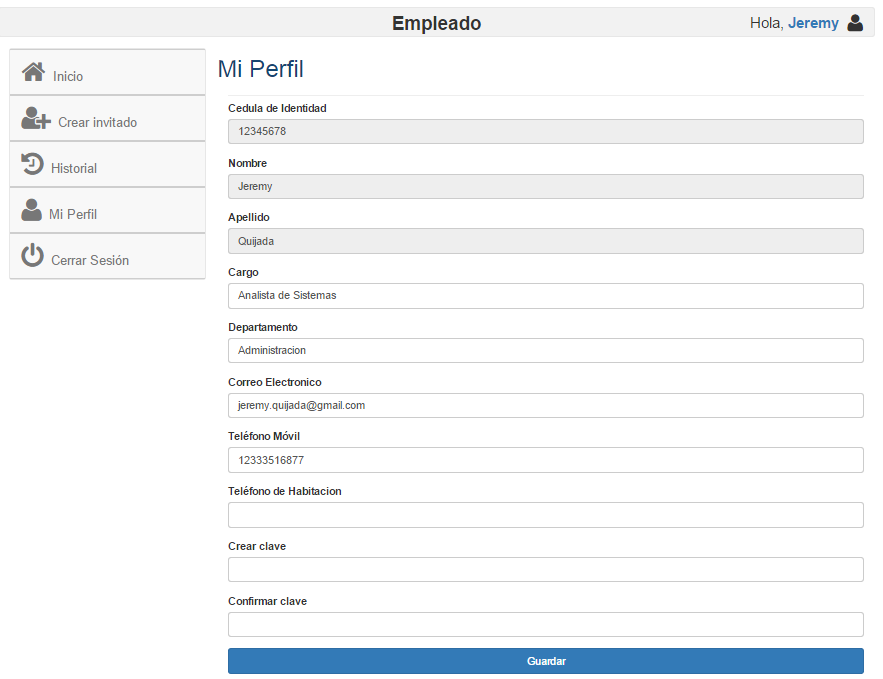 Empleado
Hola, Jeremy
Inicio
Crear invitado
Historial
Mi Perfil
Cerrar Sesión
Mi Perfil
Cedula de Identidad
12345678
Nombre
Jeremy
Apellido
Quijada
Cargo
Analista de Sistemas
Departamento
Administracion
Correo Electronico
jeremy.quijada@gmail.com
Teléfono Móvil
12333516877
Teléfono de Habitacion
Crear clave
Confirmar clave
Guardar